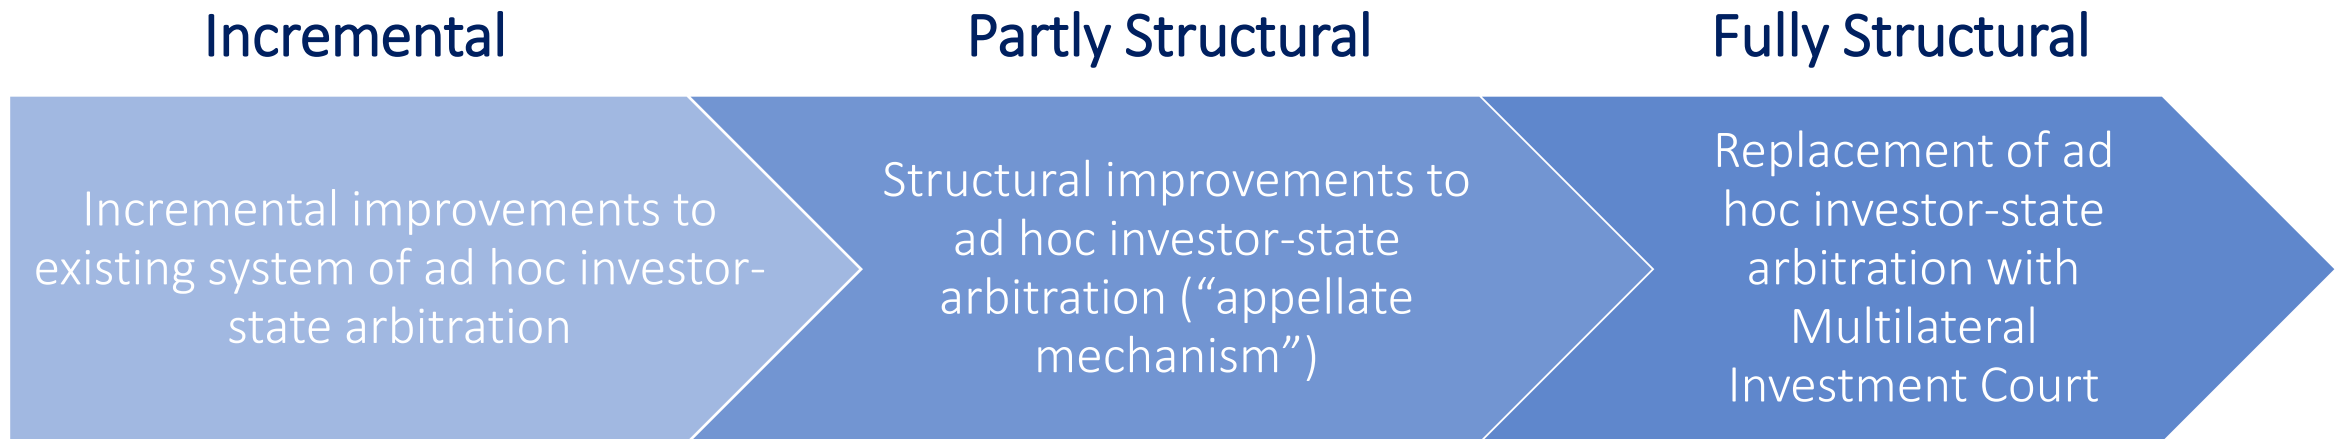 Incremental
Incremental improvements to
existing system of ad hoc investor-
state arbitration
Partly Structural
Structural improvements to
ad hoc investor-state
arbitration (“appellate
mechanism”)
Fully Structural
Replacement of ad
hoc investor-state
arbitration with
Multilateral
Investment Court